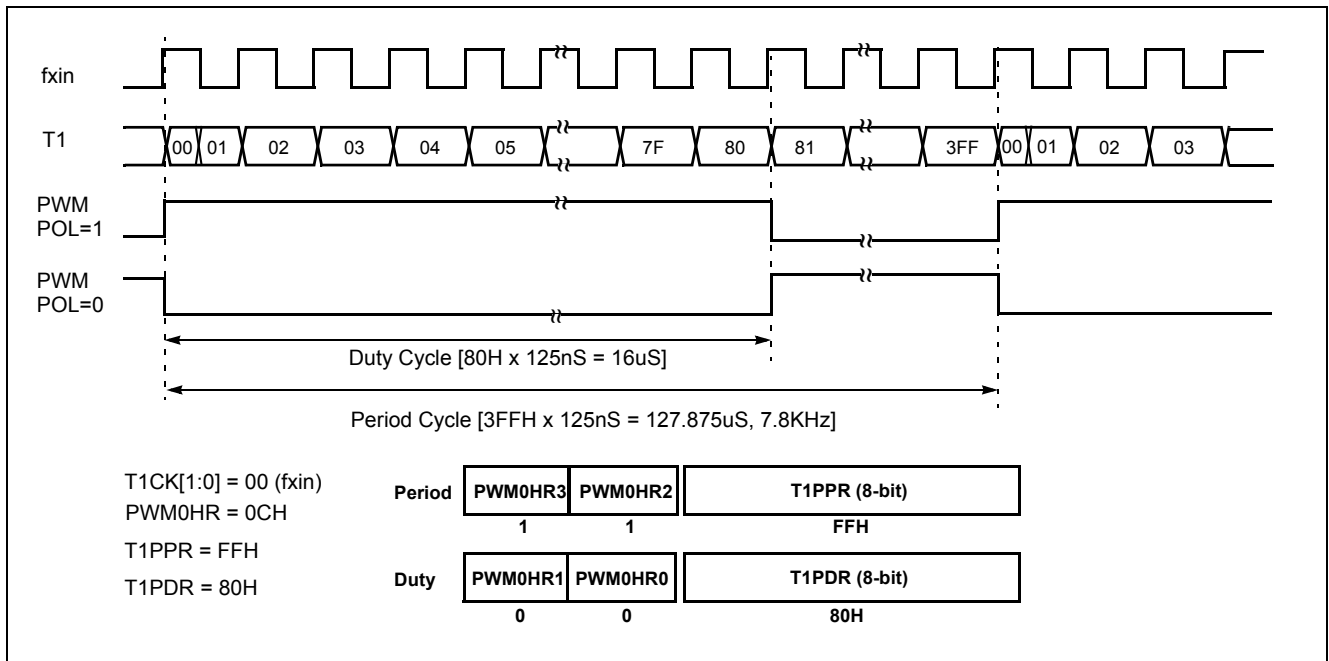 fxin
T1
00 01 02 03 04 05 7F 80 81 3FF 00 01 02 03
PWM
POL=1
PWM
POL=0
Duty Cycle [80H x 125nS = 16uS]
Period Cycle [3FFH x 125nS = 127.875uS, 7.8KHz]
T1CK[1:0] = 00 (fxin)
PWM0HR = 0CH
T1PPR = FFH
T1PDR = 80H
Period PWM0HR3 PWM0HR2 T1PPR (8-bit)
1 1 FFH
Duty PWM0HR1 PWM0HR0 T1PDR (8-bit)
0 0 80H